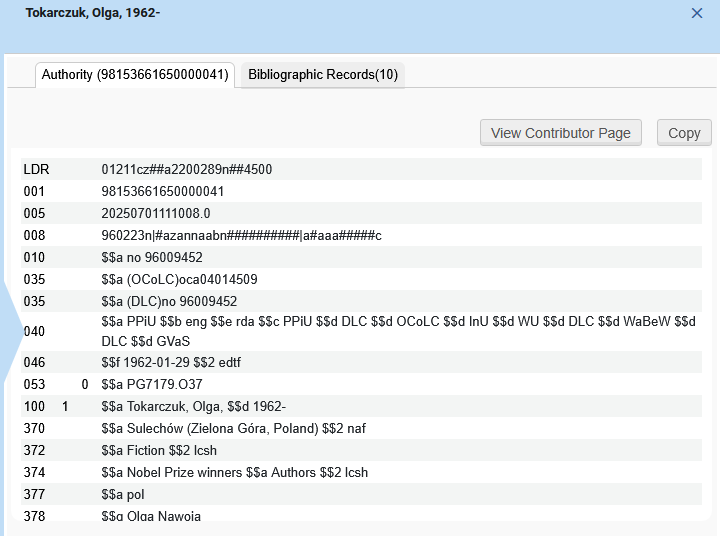 Tokarczuk, Olga, 1962-
Authority (98153661650000041) Bibliographic Records(10)
View Contributor Page Copy
LDR 01211cz##a2200289n##4500
001 98153661650000041
005 20250701111008.0
008 960223n|#azannaabn##########|a#aaa#####c
010 $$a no 96009452
035 $$a (OCoLC)oca04014509
035 $$a (DLC)no 96009452
040 $$a PPiU $$b eng $$e rda $$c PPiU $$d DLC $$d OCoLC $$d InU $$d WU $$d DLC $$d WaBeW $$d
DLC $$d GVaS
046 $$f 1962-01-29 $$2 edtf
053 0 $$a PG7179.O37
100 1 $$a Tokarczuk, Olga, $$d 1962-
370 $$a Sulechów (Zielona Góra, Poland) $$2 naf
372 $$a Fiction $$2 lcsh
374 $$a Nobel Prize winners $$a Authors $$2 lcsh
377 $$a pol
378 $$q Olga Nawoja